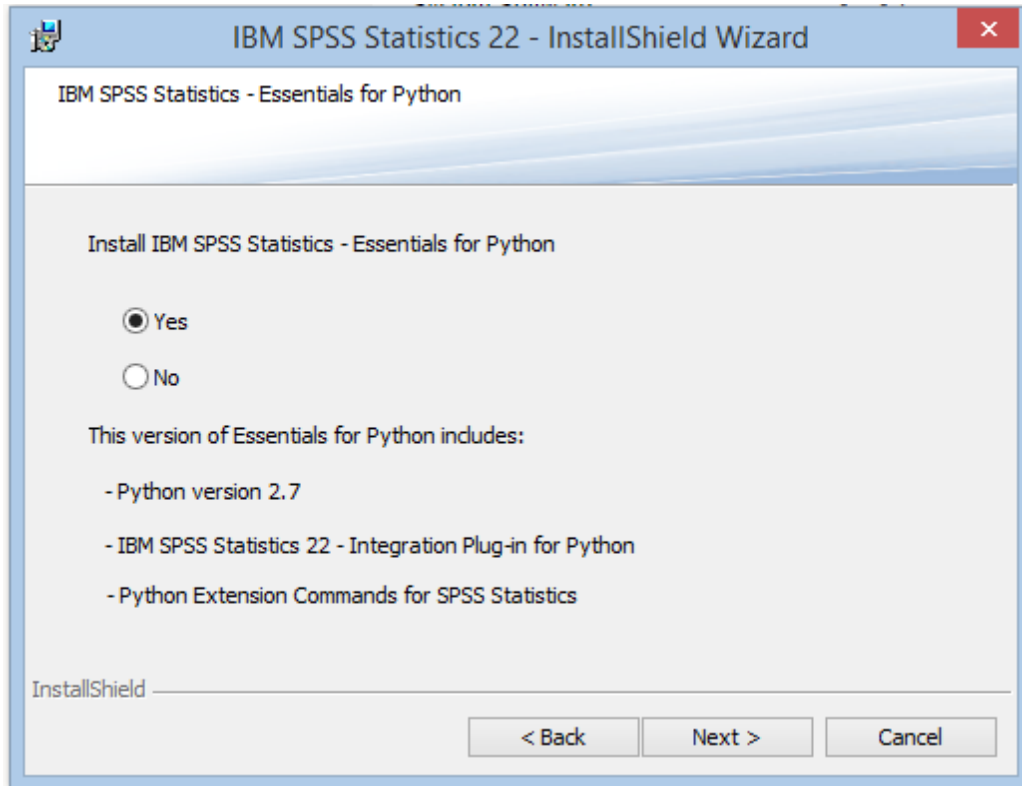 IBM SPSS Statistics 22 - InstallShield Wizard
IBM SPSS Statistics - Essentials for Python
Install IBM SPSS Statistics - Essentials for Python
Yes
No
This version of Essentials for Python includes:
- Python version 2.7
- IBM SPSS Statistics 22 - Integration Plug-in for Python
- Python Extension Commands for SPSS Statistics
InstallShield
< Back Next > Cancel